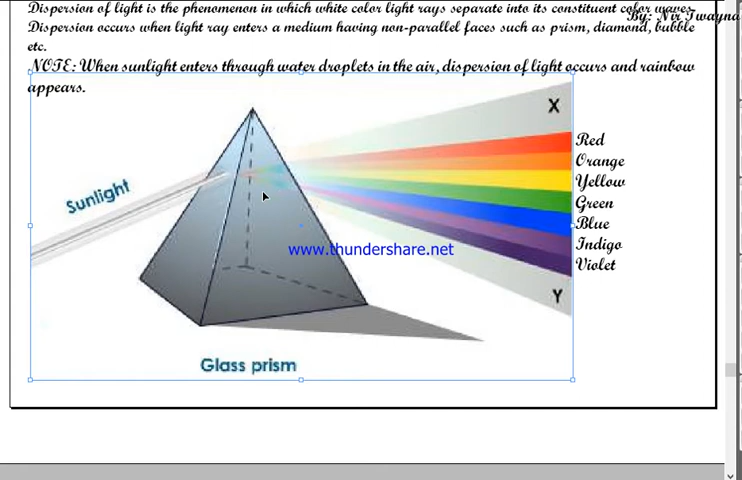 Dispersion of light is the phenomenon in which white color light rays separate into its constituent color waves.
By: Nir Twayna
Dispersion occurs when light ray enters a medium having non-parallel faces such as prism, diamond, bubble
etc.
NOTE: When sunlight enters through water droplets in the air, dispersion of light occurs and rainbow
appears.
X
Red
Orange
Yellow
Green
Blue
Indigo
Violet
Sunlight
www.thundershare.net
Y
Glass prism